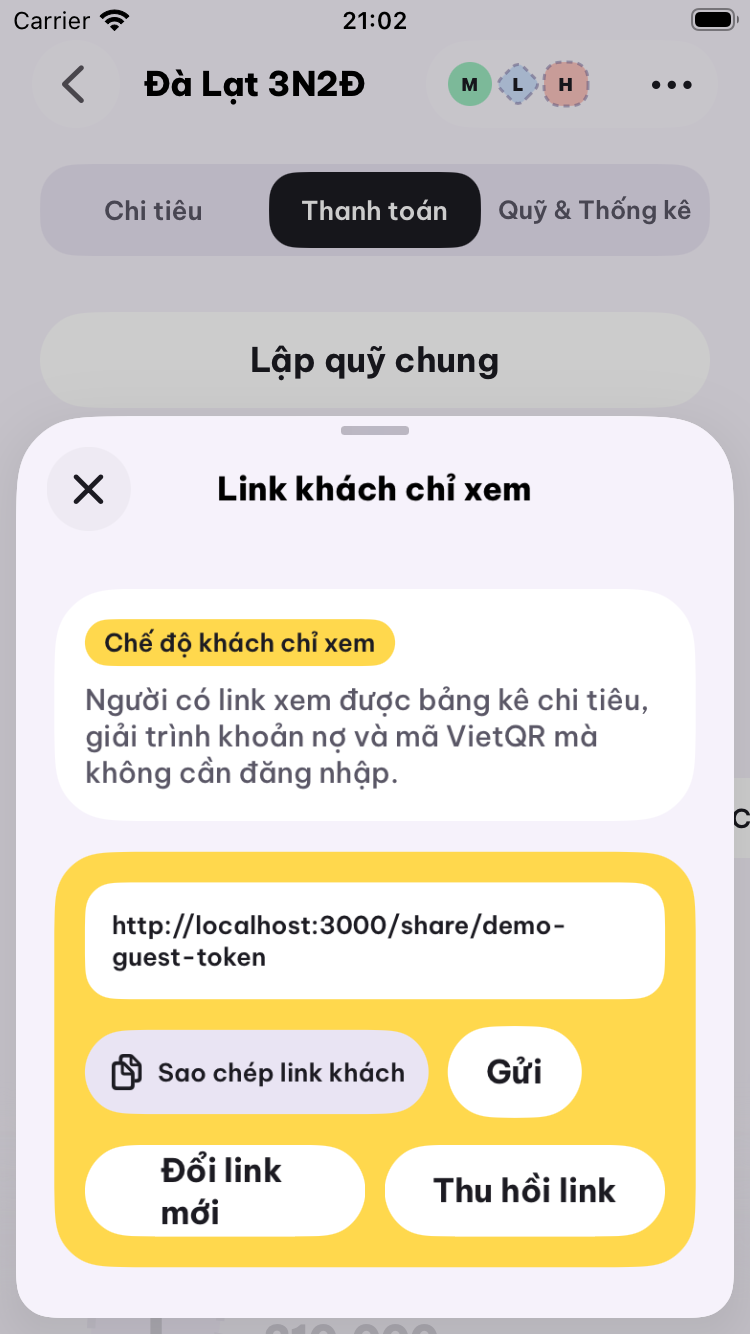 Carrier
21:02
Đà Lạt 3N2Đ
M
L
H
Chi tiêu
Thanh toán
Quỹ & Thống kê
Lập quỹ chung
Link khách chỉ xem
Chế độ khách chỉ xem
Người có link xem được bảng kê chi tiêu,
giải trình khoản nợ và mã VietQR mà
không cần đăng nhập.
http://localhost:3000/share/demo-
guest-token
Sao chép link khách
Gửi
Đổi link
mới
Thu hồi link